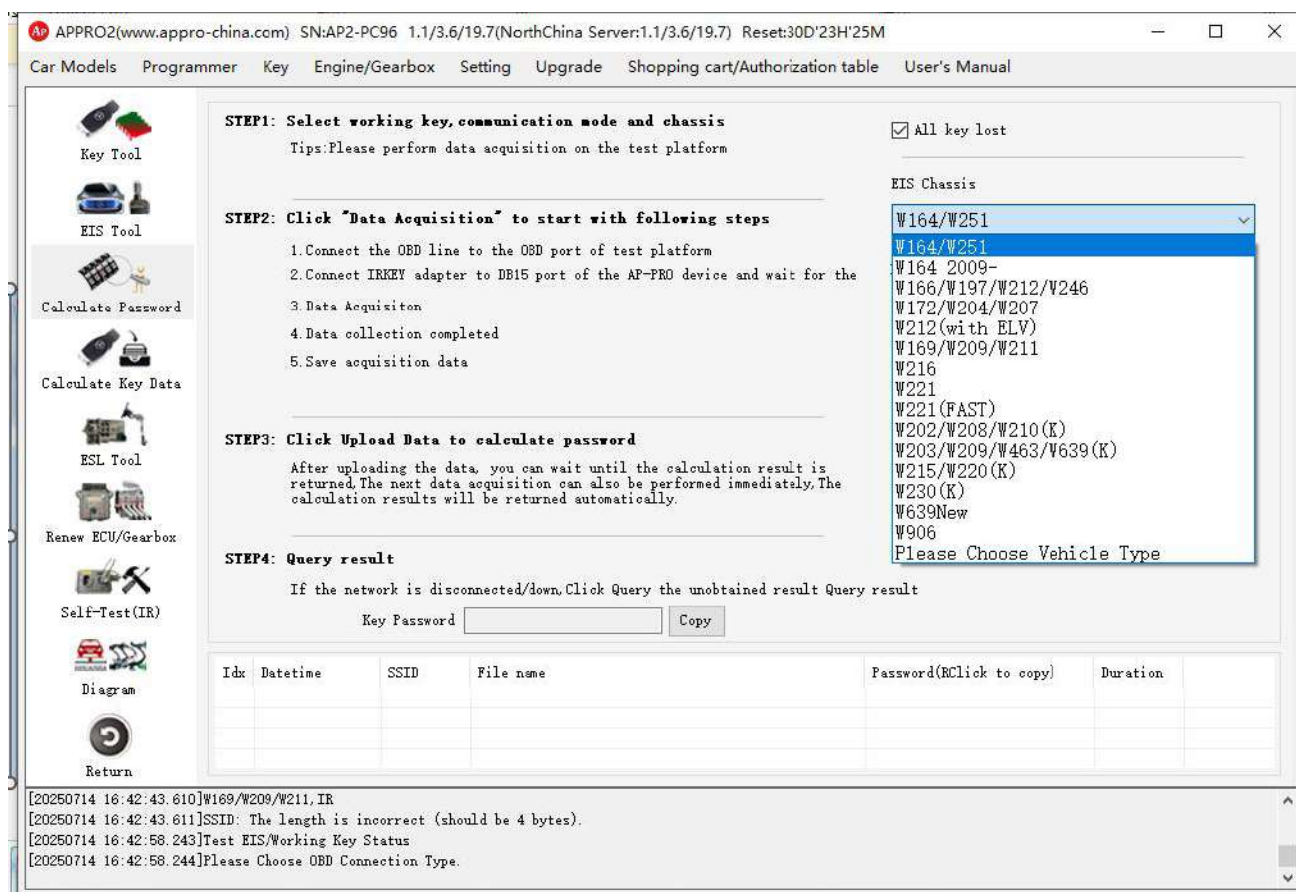 AP APPRO2(www.appro-china.com) SN:AP2-PC96 1.1/3.6/19.7(NorthChina Server:1.1/3.6/19.7) Reset:30D'23H'25M
Car Models Programmer Key Engine/Gearbox Setting Upgrade Shopping cart/Authorization table User's Manual
Key Tool
EIS Tool
Calculate Password
Calculate Key Data
ESL Tool
Renew ECU/Gearbox
Self-Test(IR)
Diagram
Return
STEP1: Select working key,communication mode and chassis
Tips:Please perform data acquisition on the test platform
STEP2: Click "Data Acquisition" to start with following steps
1.Connect the OBD line to the OBD port of test platform
2.Connect IRKEY adapter to DB15 port of the AP-PRO device and wait for the
3.Data Acquisiton
4.Data collection completed
5.Save acquisition data
STEP3: Click Upload Data to calculate password
After uploading the data, you can wait until the calculation result is
returned,The next data acquisition can also be performed immediately,The
calculation results will be returned automatically.
STEP4: Query result
If the network is disconnected/down,Click Query the unobtained result Query result
Key Password
Copy
All key lost
EIS Chassis
W164/W251
W164/W251
W164 2009-
W166/W197/W212/W246
W172/W204/W207
W212(with ELV)
W169/W209/W211
W216
W221
W221(FAST)
W202/W208/W210(K)
W203/W209/W463/W639(K)
W215/W220(K)
W230(K)
W639New
W906
Please Choose Vehicle Type
Idx Datetime SSID File name Password(RClick to copy) Duration
[20250714 16:42:43.610]W169/W209/W211,IR
[20250714 16:42:43.611]SSID: The length is incorrect (should be 4 bytes).
[20250714 16:42:58.243]Test EIS/Working Key Status
[20250714 16:42:58.244]Please Choose OBD Connection Type.